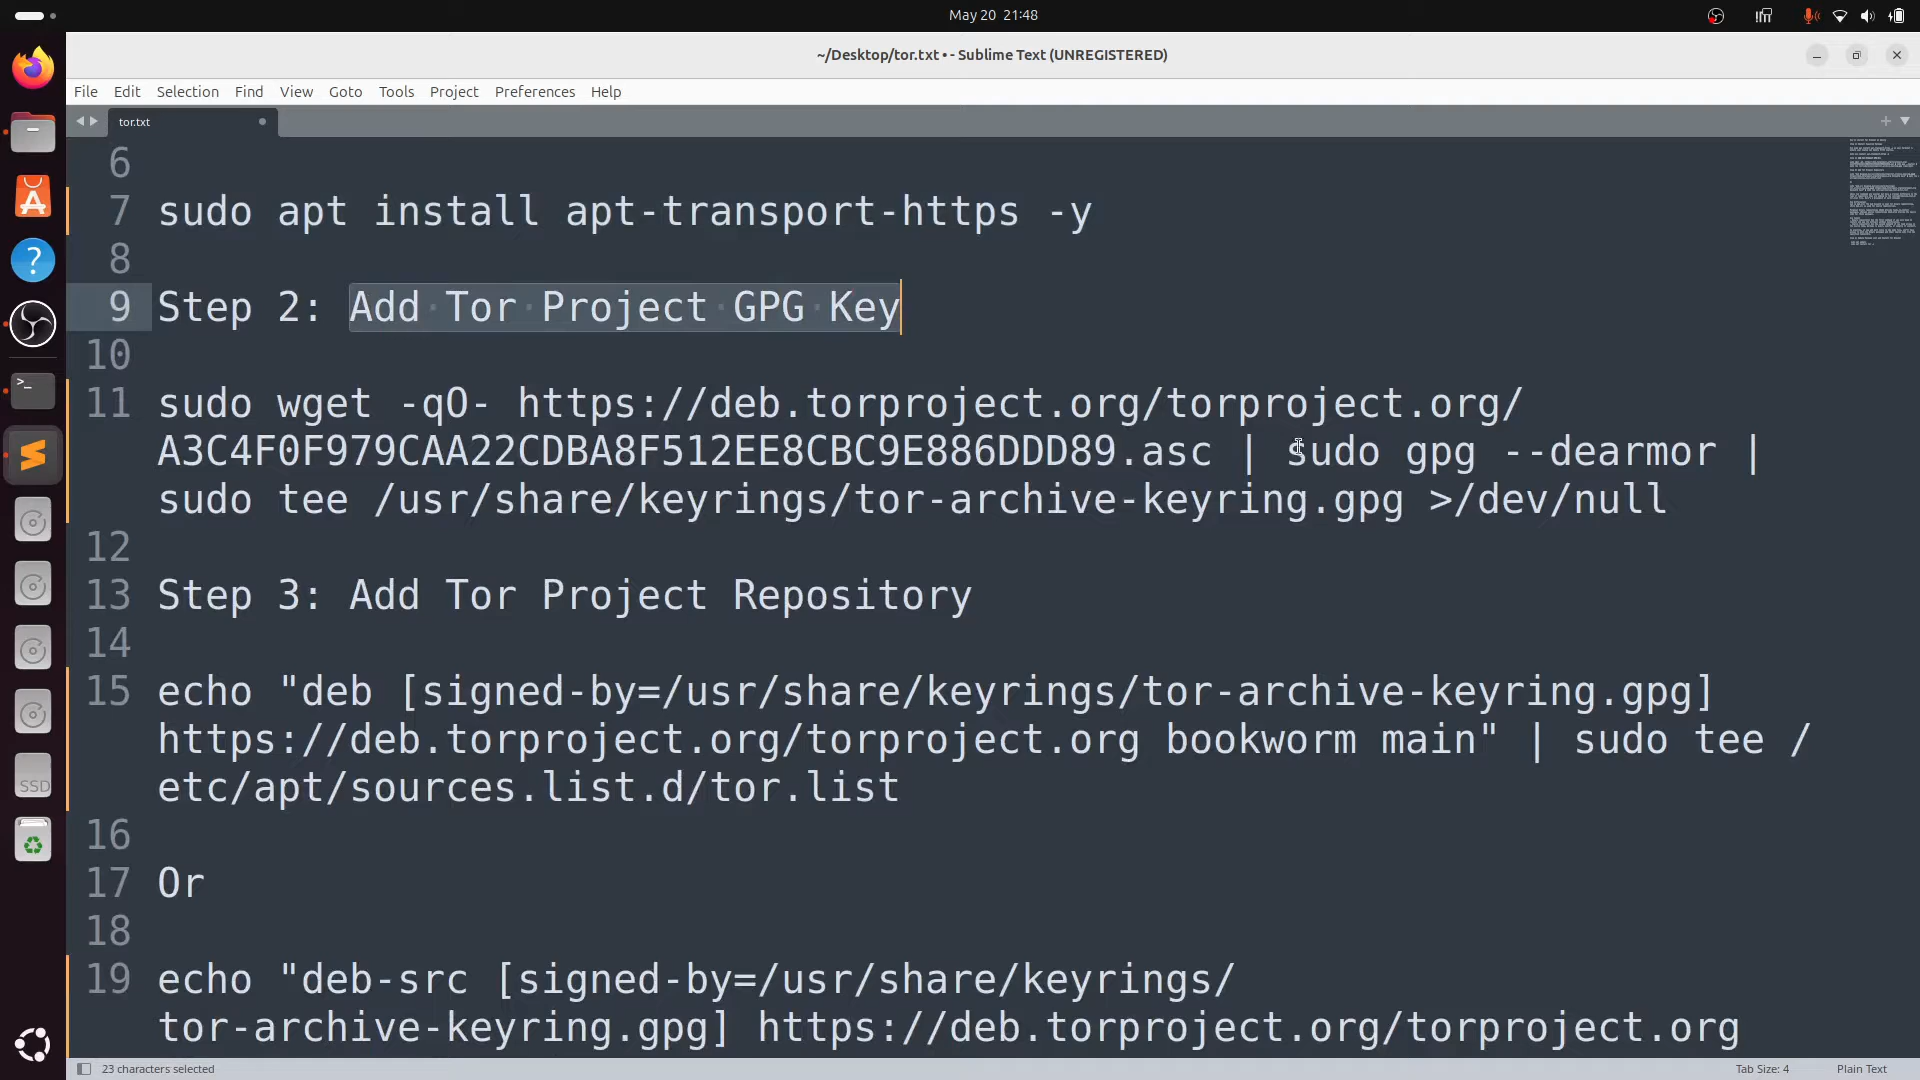 May 20 21:48
~/Desktop/tor.txt • - Sublime Text (UNREGISTERED)
File Edit Selection Find View Goto Tools Project Preferences Help
tor.txt
6
7 sudo apt install apt-transport-https -y
8
9 Step 2: Add Tor Project GPG Key
10
11 sudo wget -qO- https://deb.torproject.org/torproject.org/
A3C4F0F979CAA22CDBA8F512EE8CBC9E886DDD89.asc | sudo gpg --dearmor |
sudo tee /usr/share/keyrings/tor-archive-keyring.gpg >/dev/null
12
13 Step 3: Add Tor Project Repository
14
15 echo "deb [signed-by=/usr/share/keyrings/tor-archive-keyring.gpg]
https://deb.torproject.org/torproject.org bookworm main" | sudo tee /
etc/apt/sources.list.d/tor.list
16
17 Or
18
19 echo "deb-src [signed-by=/usr/share/keyrings/
tor-archive-keyring.gpg] https://deb.torproject.org/torproject.org
SSD
23 characters selected
Tab Size: 4
Plain Text